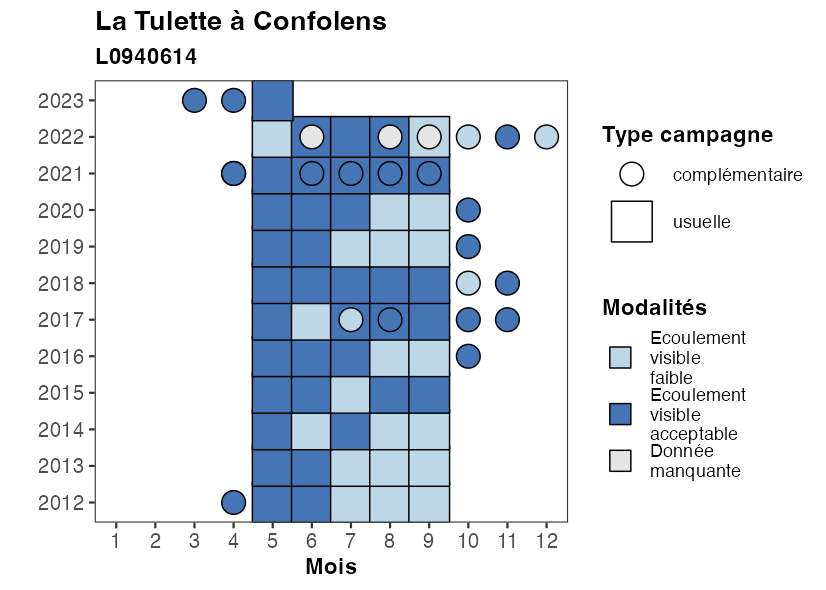 La Tulette à Confolens
L0940614
2023
2022
2021
2020
2019
2018
2017
2016
2015
2014
2013
2012
1 2 3 4 5 6 7 8 9 10 11 12
Mois
Type campagne
complémentaire
usuelle
Modalités
Ecoulement
visible
faible
Ecoulement
visible
acceptable
Donnée
manquante